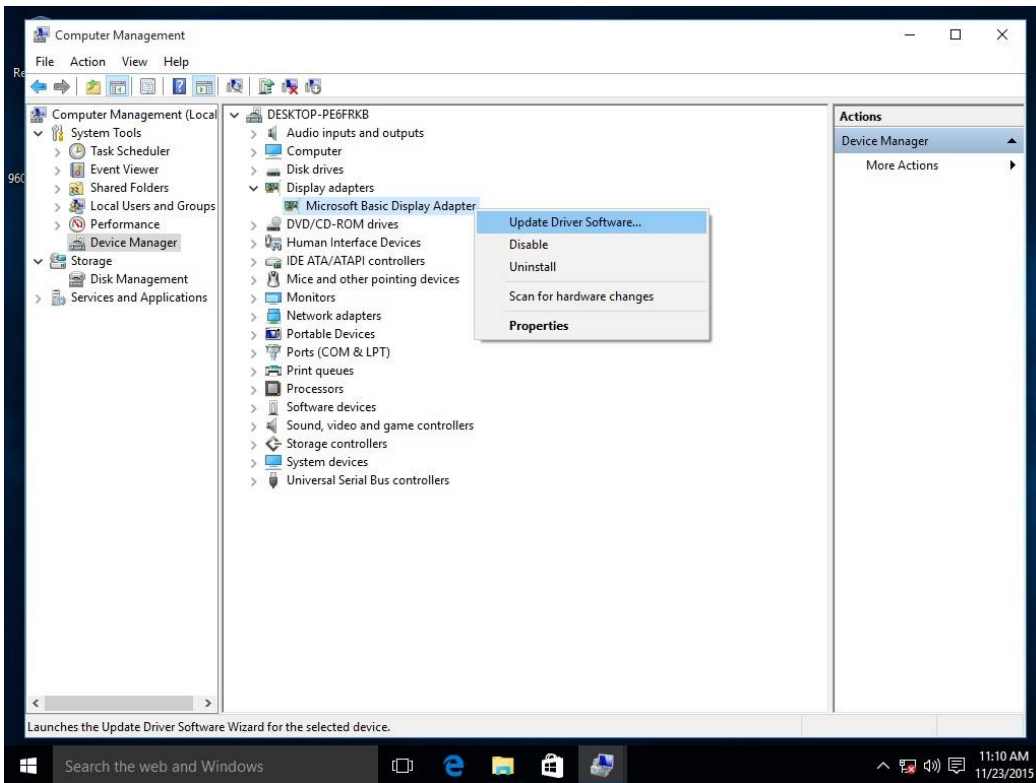 Computer Management
File Action View Help
Re
960
Computer Management (Local
System Tools
Task Scheduler
Event Viewer
Shared Folders
Local Users and Groups
Performance
Device Manager
Storage
Disk Management
Services and Applications
DESKTOP-PE6FRKB
Audio inputs and outputs
Computer
Disk drives
Display adapters
Microsoft Basic Display Adapter
DVD/CD-ROM drives
Human Interface Devices
IDE ATA/ATAPI controllers
Mice and other pointing devices
Monitors
Network adapters
Portable Devices
Ports (COM & LPT)
Print queues
Processors
Software devices
Sound, video and game controllers
Storage controllers
System devices
Universal Serial Bus controllers
Update Driver Software...
Disable
Uninstall
Scan for hardware changes
Properties
Actions
Device Manager
More Actions
Launches the Update Driver Software Wizard for the selected device.
Search the web and Windows
11:10 AM
11/23/2015